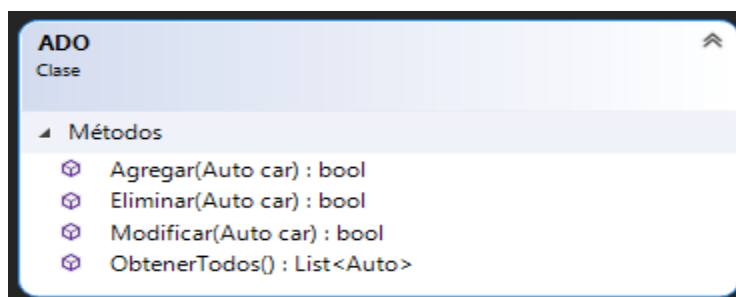 ADO
Clase
Métodos
Agregar(Auto car) : bool
Eliminar(Auto car) : bool
Modificar(Auto car) : bool
ObtenerTodos() : List<Auto>